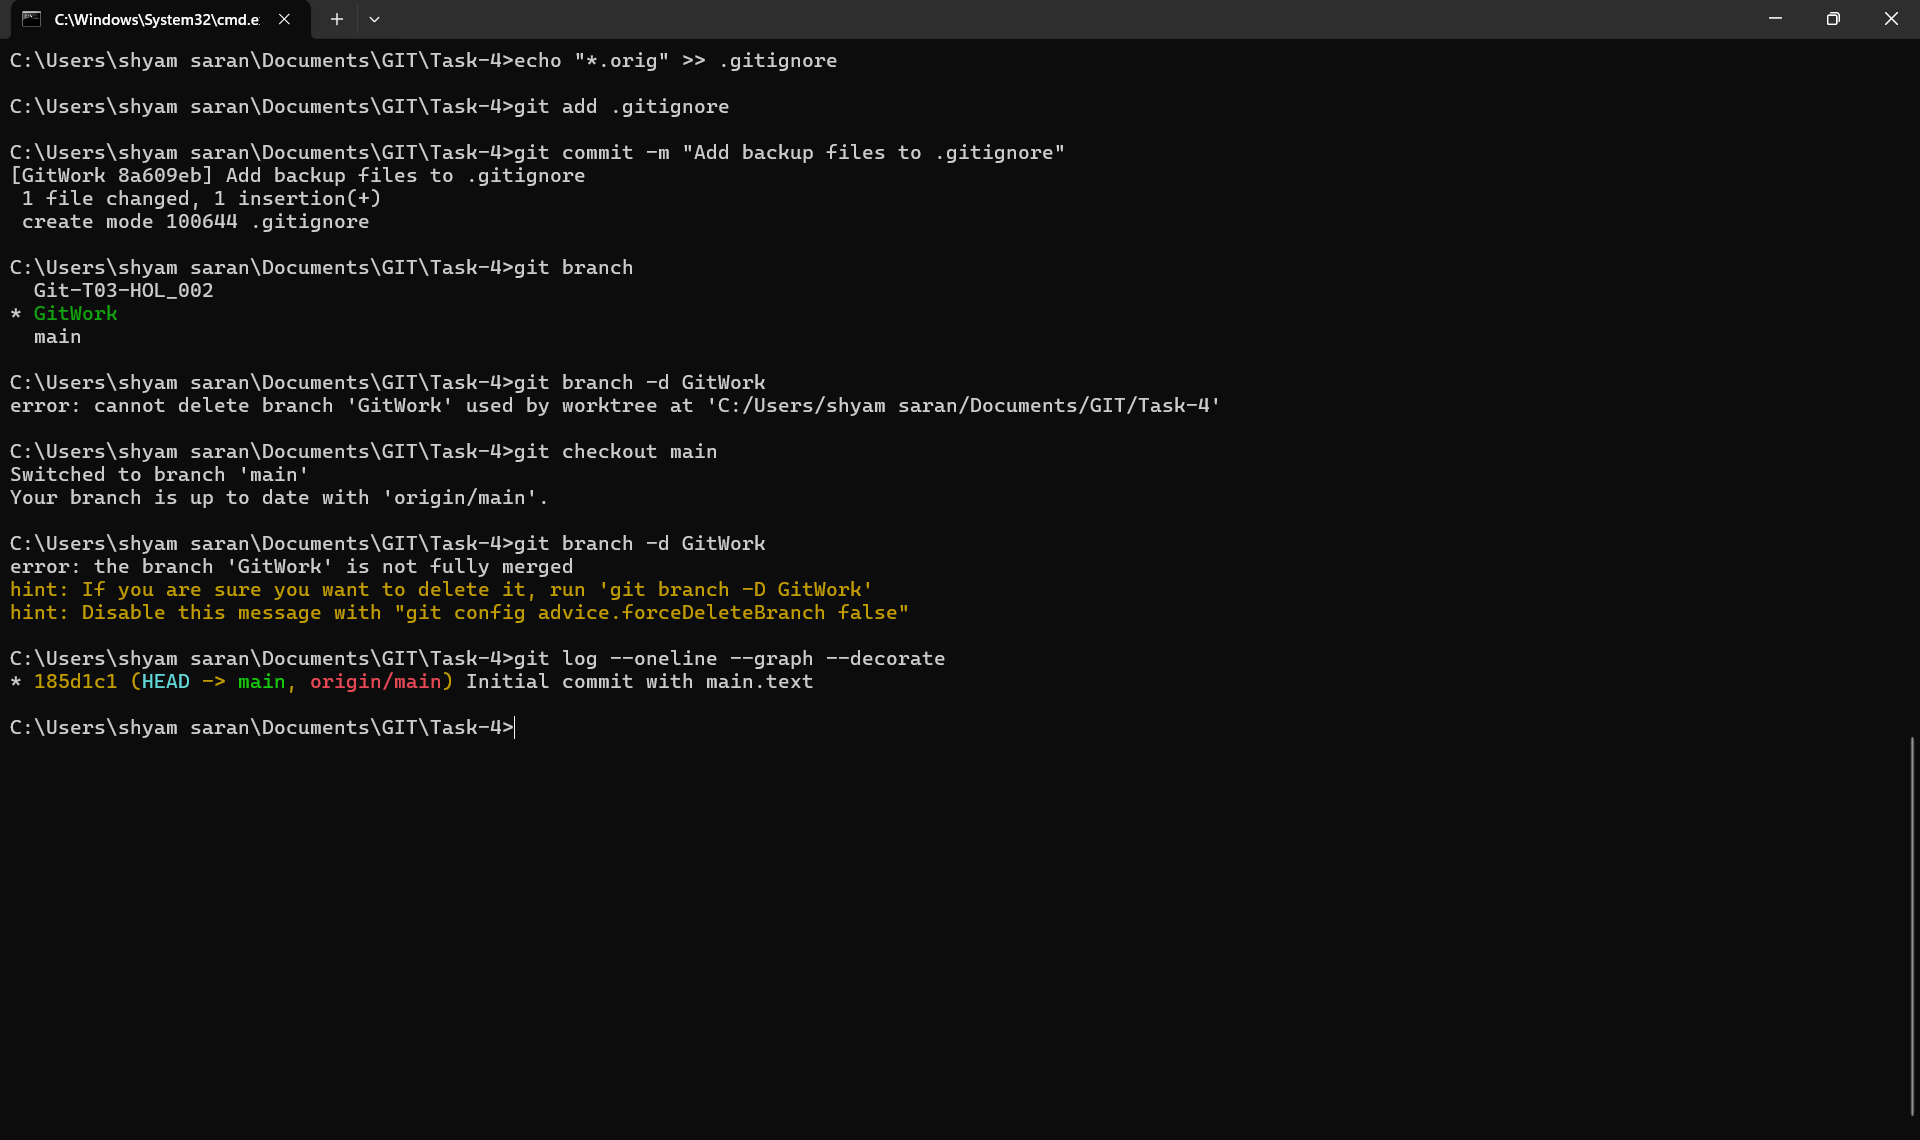 C:\Windows\System32\cmd.e
C:\Users\shyam saran\Documents\GIT\Task-4>echo "*.orig" >> .gitignore
C:\Users\shyam saran\Documents\GIT\Task-4>git add .gitignore
C:\Users\shyam saran\Documents\GIT\Task-4>git commit -m "Add backup files to .gitignore"
[GitWork 8a609eb] Add backup files to .gitignore
 1 file changed, 1 insertion(+)
 create mode 100644 .gitignore
C:\Users\shyam saran\Documents\GIT\Task-4>git branch
  Git-T03-HOL_002
* GitWork
  main
C:\Users\shyam saran\Documents\GIT\Task-4>git branch -d GitWork
error: cannot delete branch 'GitWork' used by worktree at 'C:/Users/shyam saran/Documents/GIT/Task-4'
C:\Users\shyam saran\Documents\GIT\Task-4>git checkout main
Switched to branch 'main'
Your branch is up to date with 'origin/main'.
C:\Users\shyam saran\Documents\GIT\Task-4>git branch -d GitWork
error: the branch 'GitWork' is not fully merged
hint: If you are sure you want to delete it, run 'git branch -D GitWork'
hint: Disable this message with "git config advice.forceDeleteBranch false"
C:\Users\shyam saran\Documents\GIT\Task-4>git log --oneline --graph --decorate
* 185d1c1 (HEAD -> main, origin/main) Initial commit with main.text
C:\Users\shyam saran\Documents\GIT\Task-4>